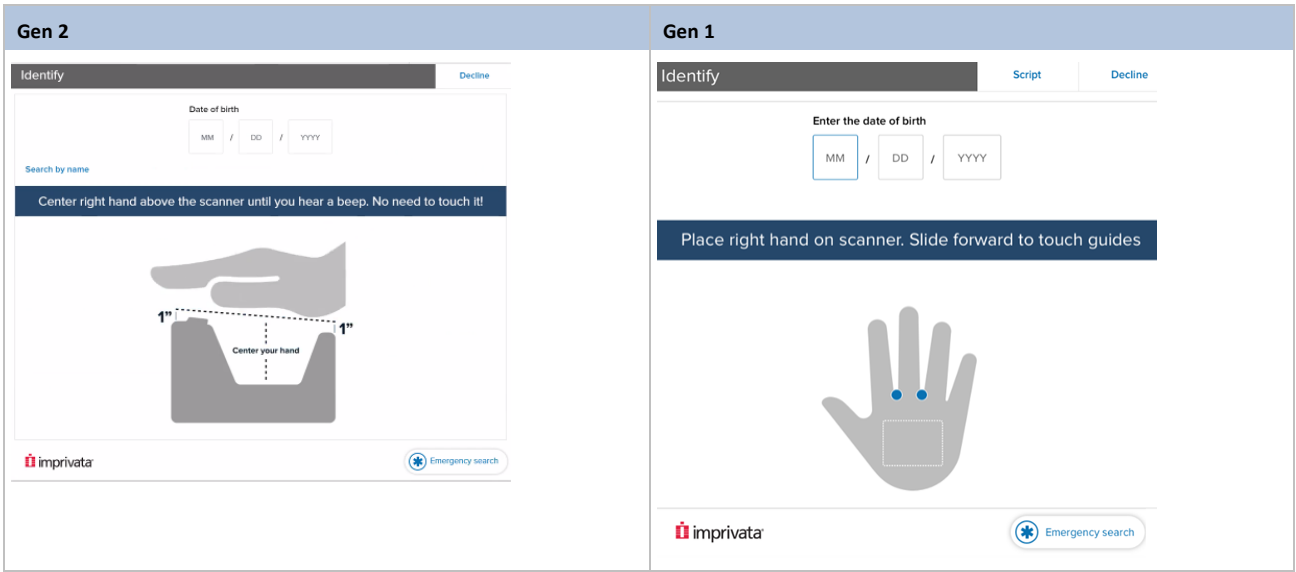 Gen 2
Identify
Decline
Date of birth
MM / DD / YYYY
Search by name
Center right hand above the scanner until you hear a beep. No need to touch it!
1”
1”
Center your hand
imprivata
Emergency search
Gen 1
Identify
Script
Decline
Enter the date of birth
MM / DD / YYYY
Place right hand on scanner. Slide forward to touch guides
imprivata
Emergency search